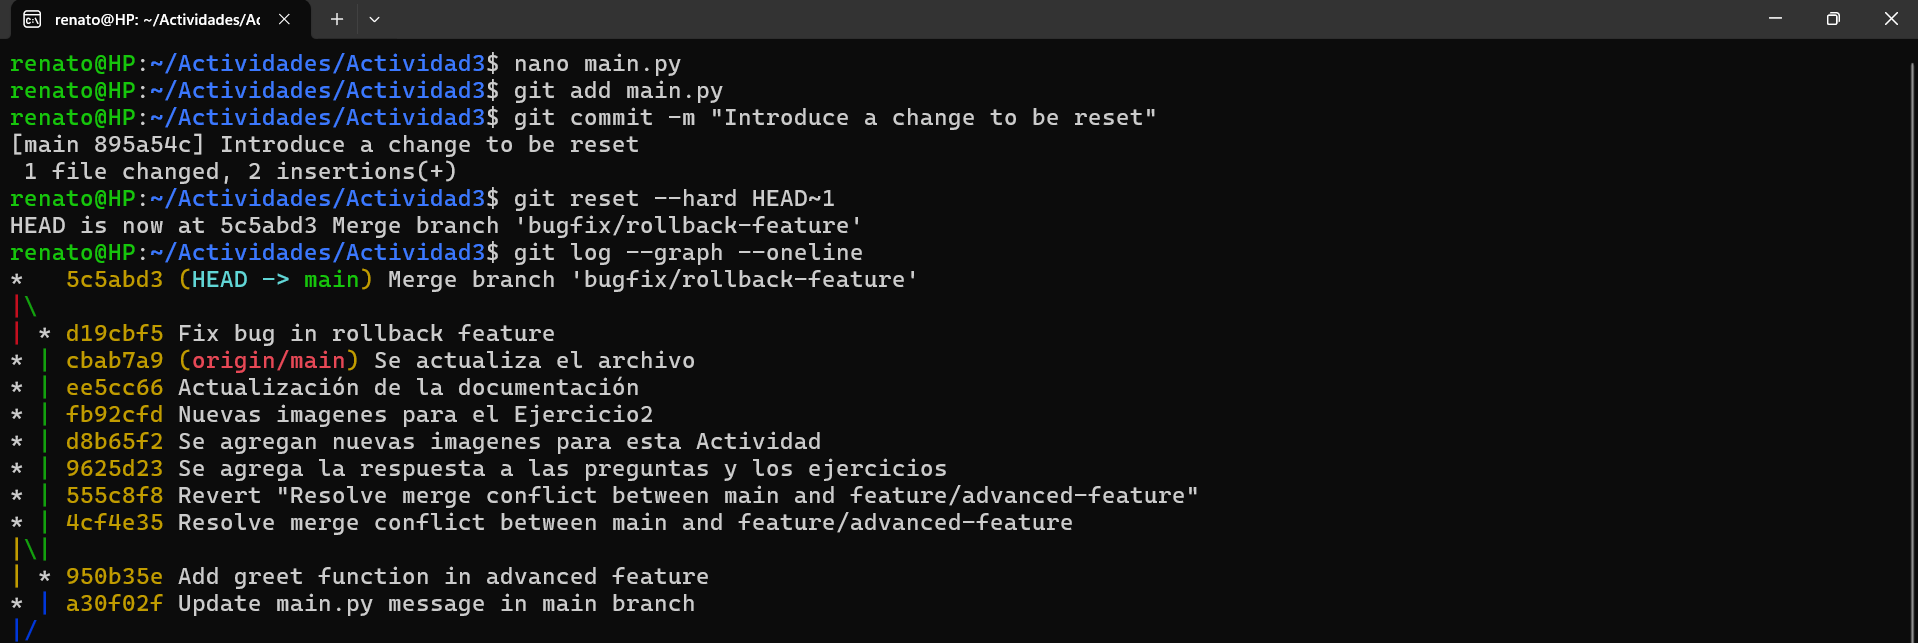 renato@HP: ~/Actividades/Ac
renato@HP:~/Actividades/Actividad3$ nano main.py
renato@HP:~/Actividades/Actividad3$ git add main.py
renato@HP:~/Actividades/Actividad3$ git commit -m "Introduce a change to be reset"
[main 895a54c] Introduce a change to be reset
 1 file changed, 2 insertions(+)
renato@HP:~/Actividades/Actividad3$ git reset --hard HEAD~1
HEAD is now at 5c5abd3 Merge branch 'bugfix/rollback-feature'
renato@HP:~/Actividades/Actividad3$ git log --graph --oneline
*   5c5abd3 (HEAD -> main) Merge branch 'bugfix/rollback-feature'
|\
| * d19cbf5 Fix bug in rollback feature
* | cbab7a9 (origin/main) Se actualiza el archivo
* | ee5cc66 Actualización de la documentación
* | fb92cfd Nuevas imagenes para el Ejercicio2
* | d8b65f2 Se agregan nuevas imagenes para esta Actividad
* | 9625d23 Se agrega la respuesta a las preguntas y los ejercicios
* | 555c8f8 Revert "Resolve merge conflict between main and feature/advanced-feature"
* | 4cf4e35 Resolve merge conflict between main and feature/advanced-feature
|\|
| * 950b35e Add greet function in advanced feature
* | a30f02f Update main.py message in main branch
|/